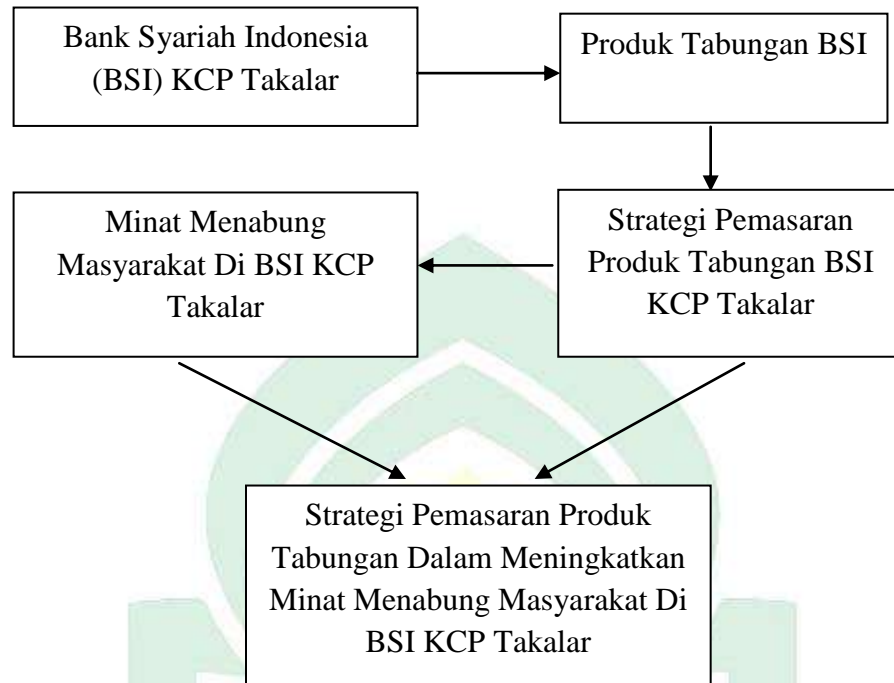 Bank Syariah Indonesia
(BSI) KCP Takalar
Produk Tabungan BSI
Minat Menabung
Masyarakat Di BSI KCP
Takalar
Strategi Pemasaran
Produk Tabungan BSI
KCP Takalar
Strategi Pemasaran Produk
Tabungan Dalam Meningkatkan
Minat Menabung Masyarakat Di
BSI KCP Takalar